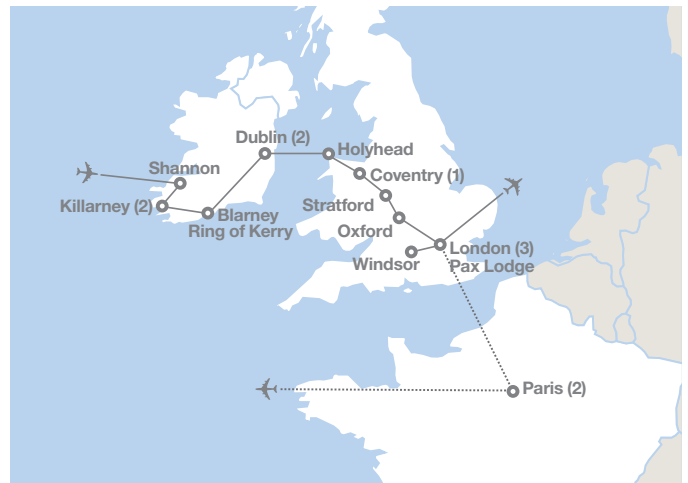 Dublin (2)
Holyhead
Shannon
Coventry (1)
Killarney (2)
Blarney
Ring of Kerry
Stratford
Oxford
London (3)
Pax Lodge
Windsor
Paris (2)